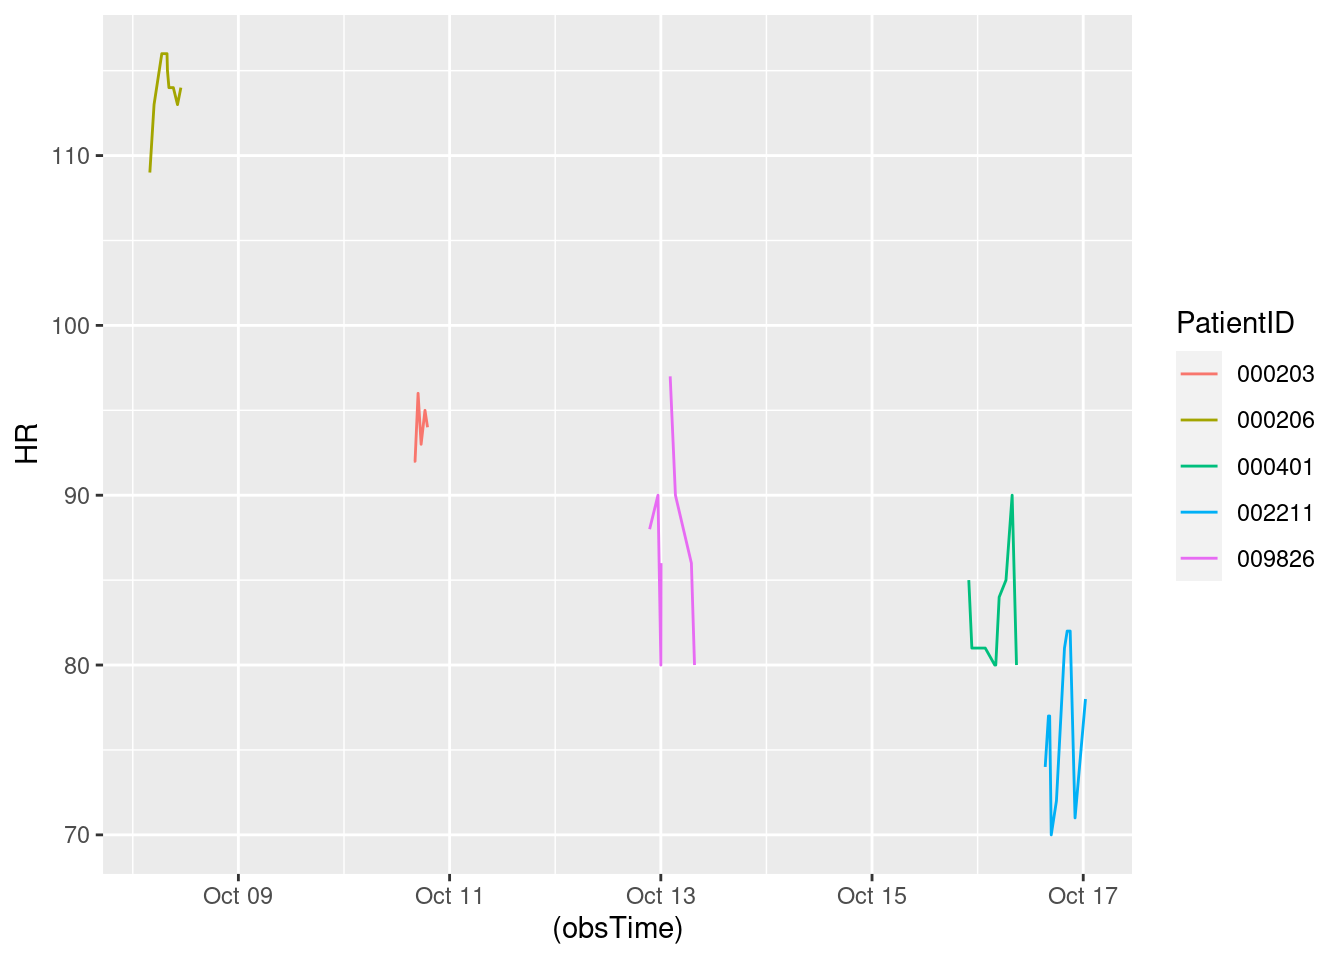 HR
110
100
90
80
70
Oct 09
Oct 11
Oct 13
Oct 15
Oct 17
(obsTime)
PatientID
000203
000206
000401
002211
009826